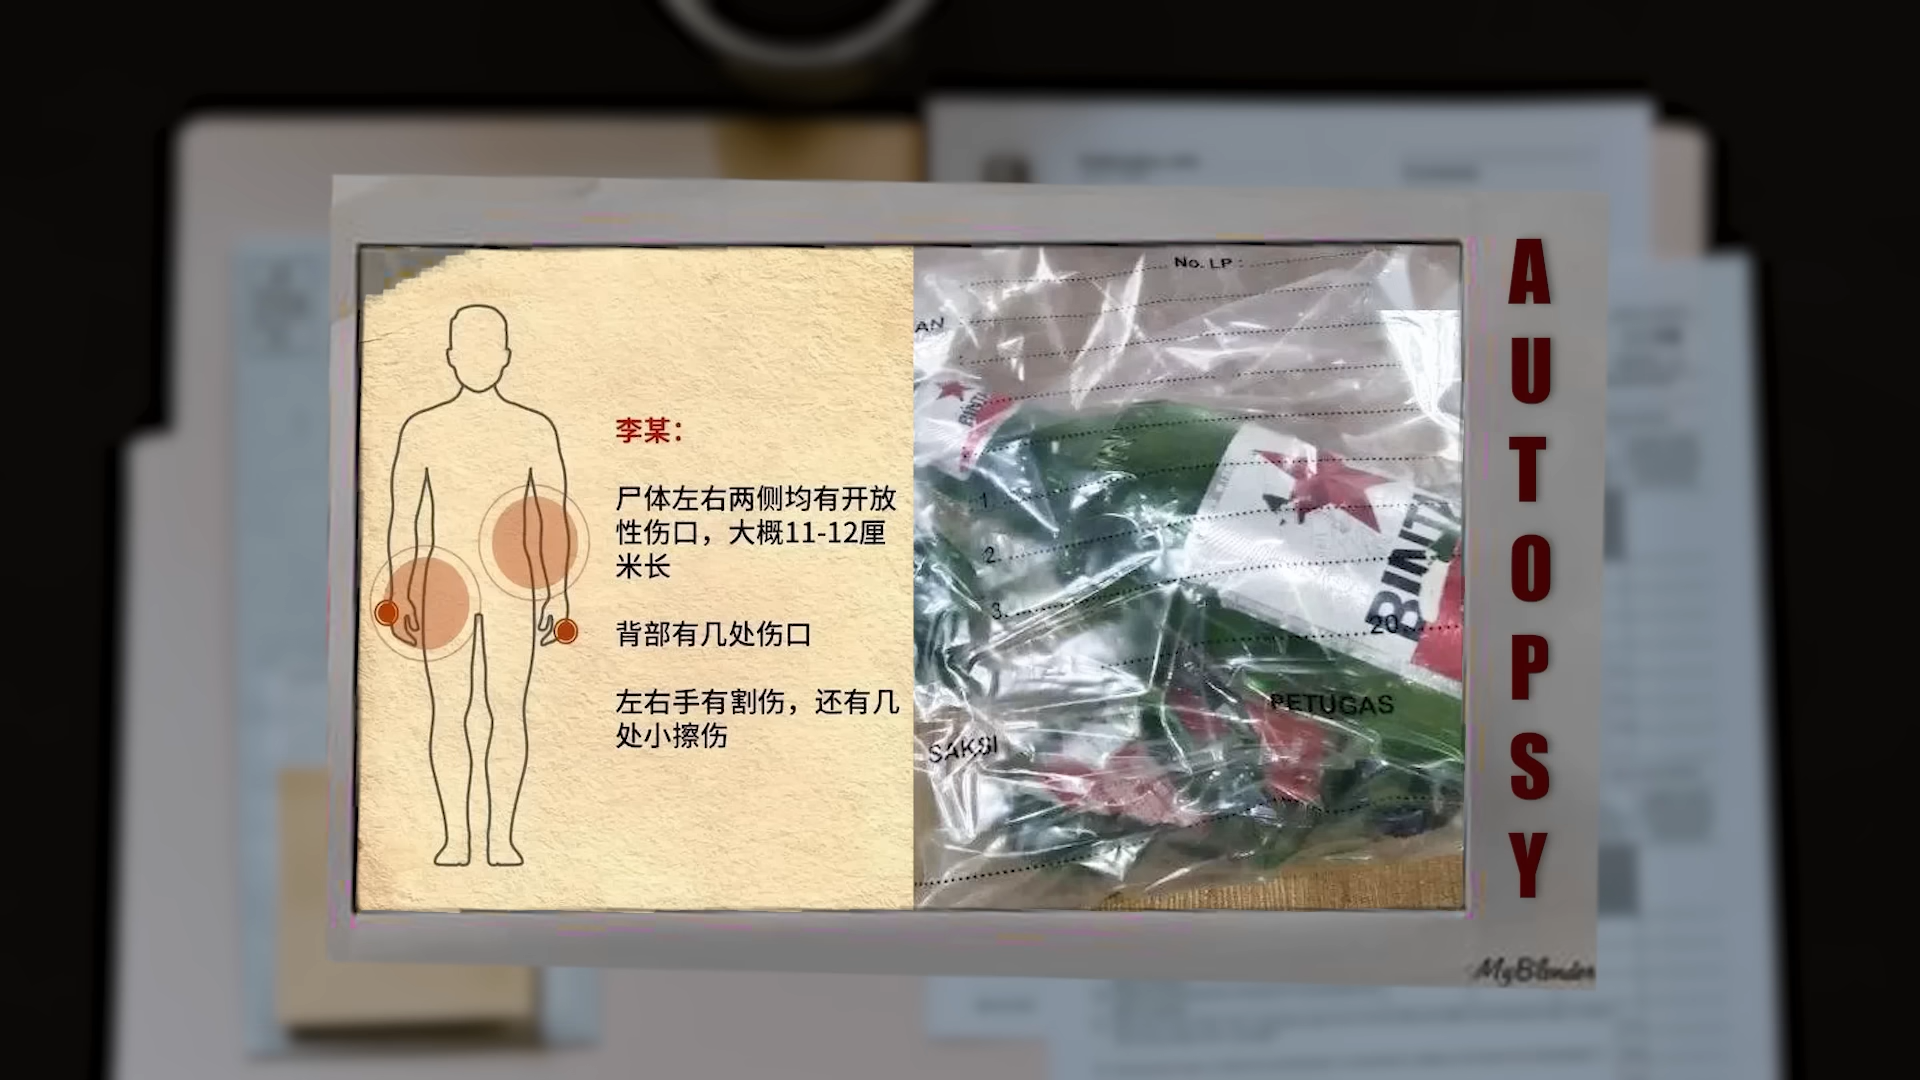 李某：
尸体左右两侧均有开放
性伤口，大概11-12厘
米长
背部有几处伤口
左右手有割伤，还有几
处小擦伤
No. LP :
AN
BINT
1.
2.
3.
BINT
20
PETUGAS
SAKSI
AUTOPSY
MyBlender